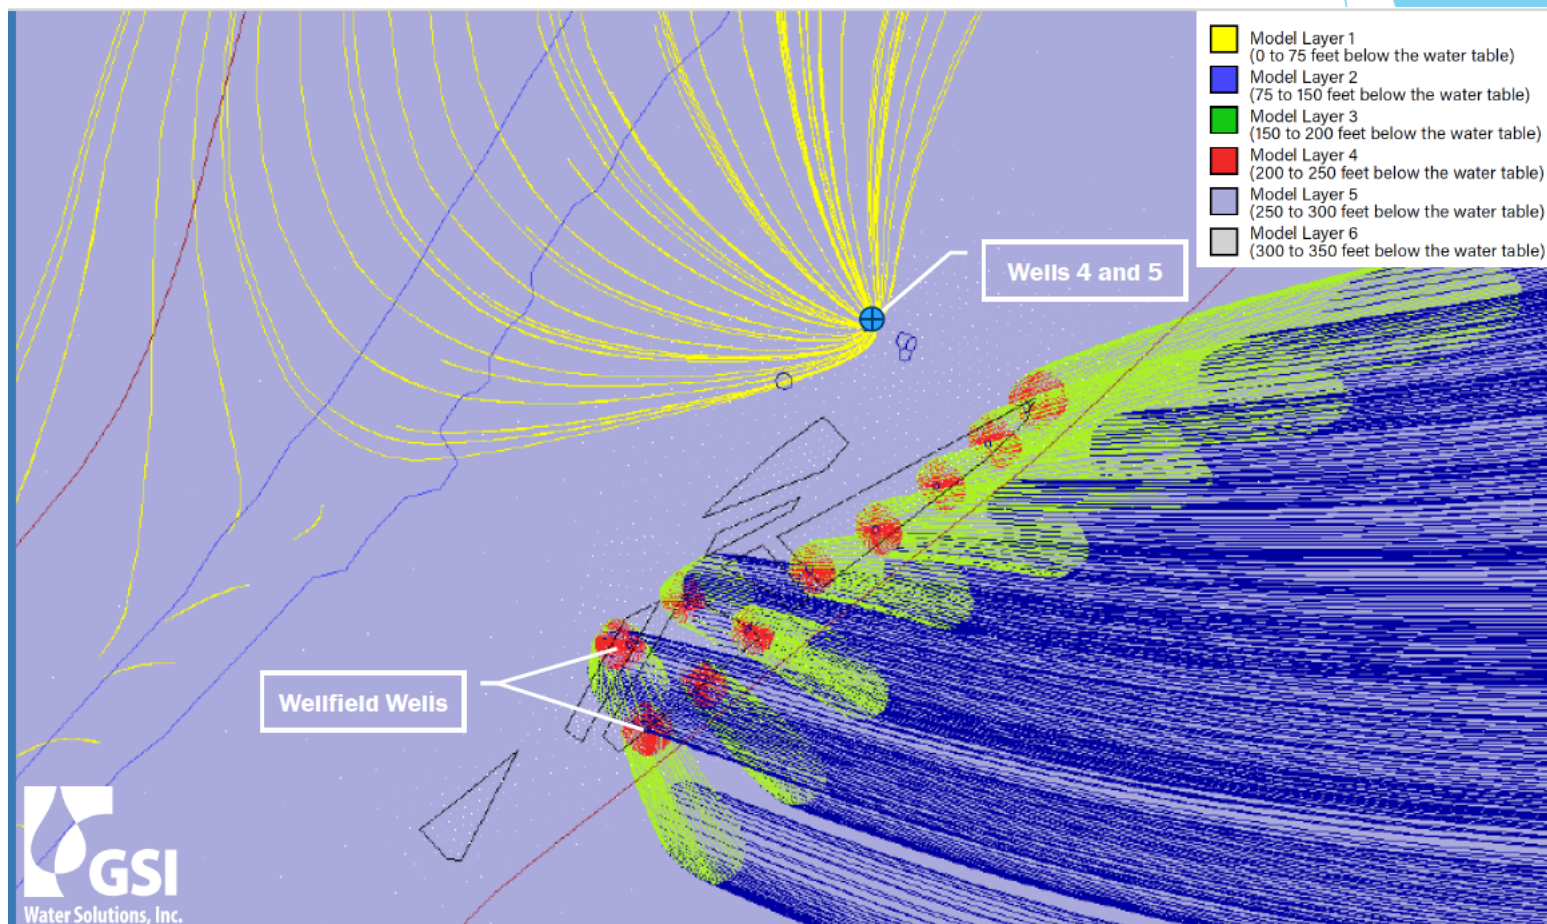 Model Layer 1
(0 to 75 feet below the water table)
Model Layer 2
(75 to 150 feet below the water table)
Model Layer 3
(150 to 200 feet below the water table)
Model Layer 4
(200 to 250 feet below the water table)
Model Layer 5
(250 to 300 feet below the water table)
Model Layer 6
(300 to 350 feet below the water table)
Wells 4 and 5
Wellfield Wells
GSI
Water Solutions, Inc.